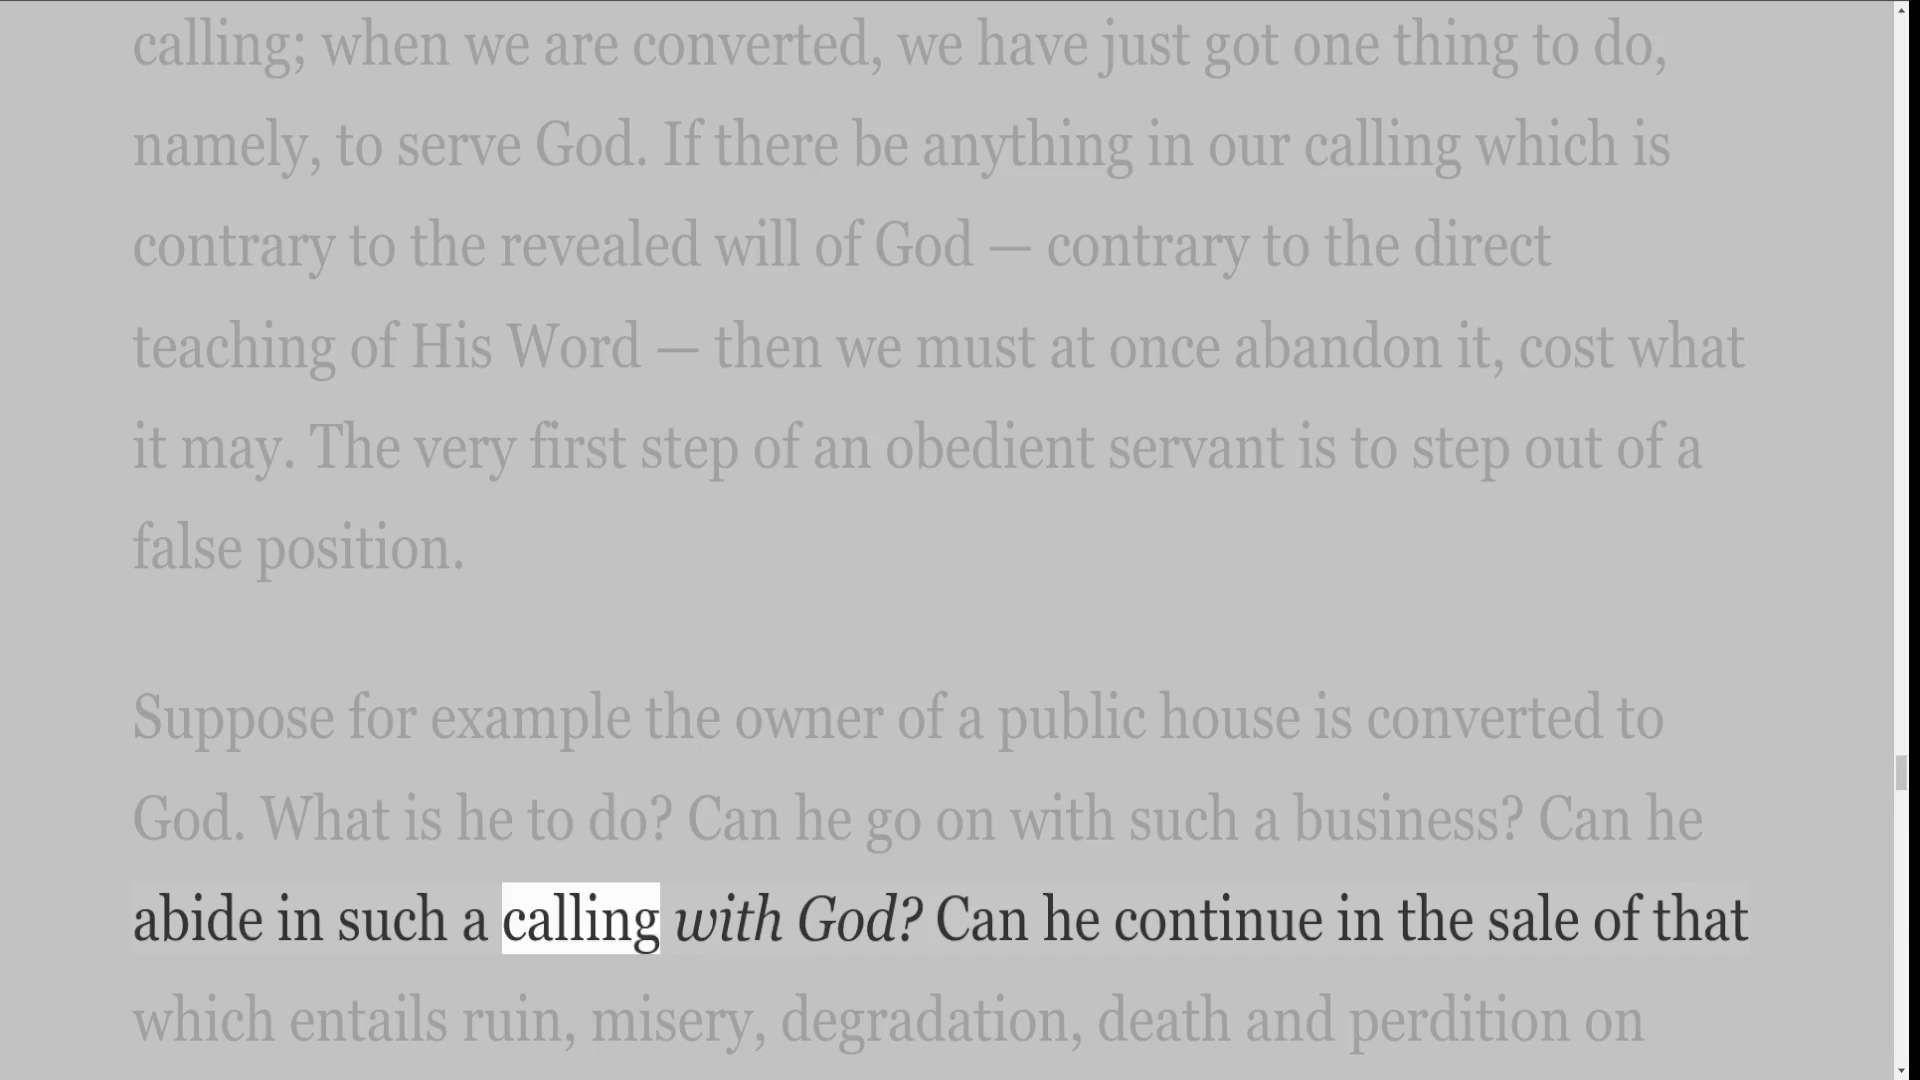 calling; when we are converted, we have just got one thing to do,
namely, to serve God. If there be anything in our calling which is
contrary to the revealed will of God — contrary to the direct
teaching of His Word — then we must at once abandon it, cost what
it may. The very first step of an obedient servant is to step out of a
false position.
Suppose for example the owner of a public house is converted to
God. What is he to do? Can he go on with such a business? Can he
abide in such a calling with God? Can he continue in the sale of that
which entails ruin, misery, degradation, death and perdition on